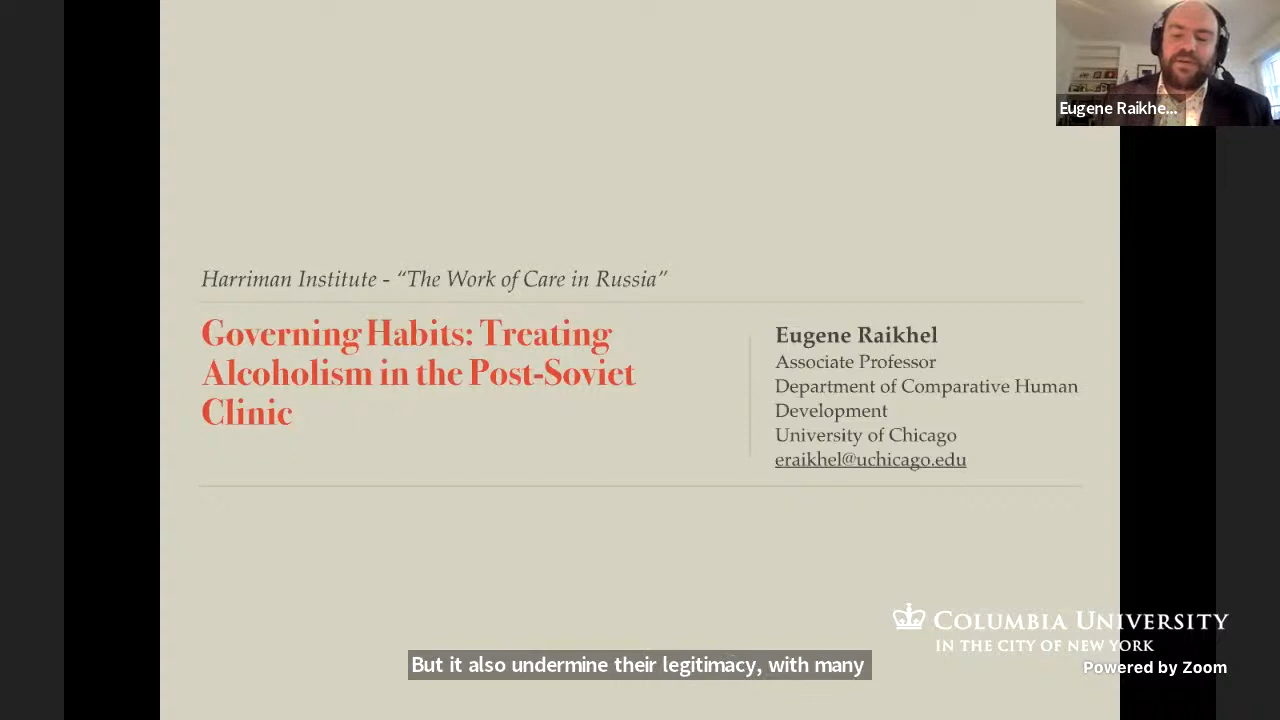 Eugene Raikhe...
Harriman Institute - “The Work of Care in Russia”
Governing Habits: Treating
Alcoholism in the Post-Soviet
Clinic
Eugene Raikhel
Associate Professor
Department of Comparative Human
Development
University of Chicago
eraikhel@uchicago.edu
COLUMBIA UNIVERSITY
IN THE CITY OF NEW YORK
But it also undermine their legitimacy, with many
Powered by Zoom